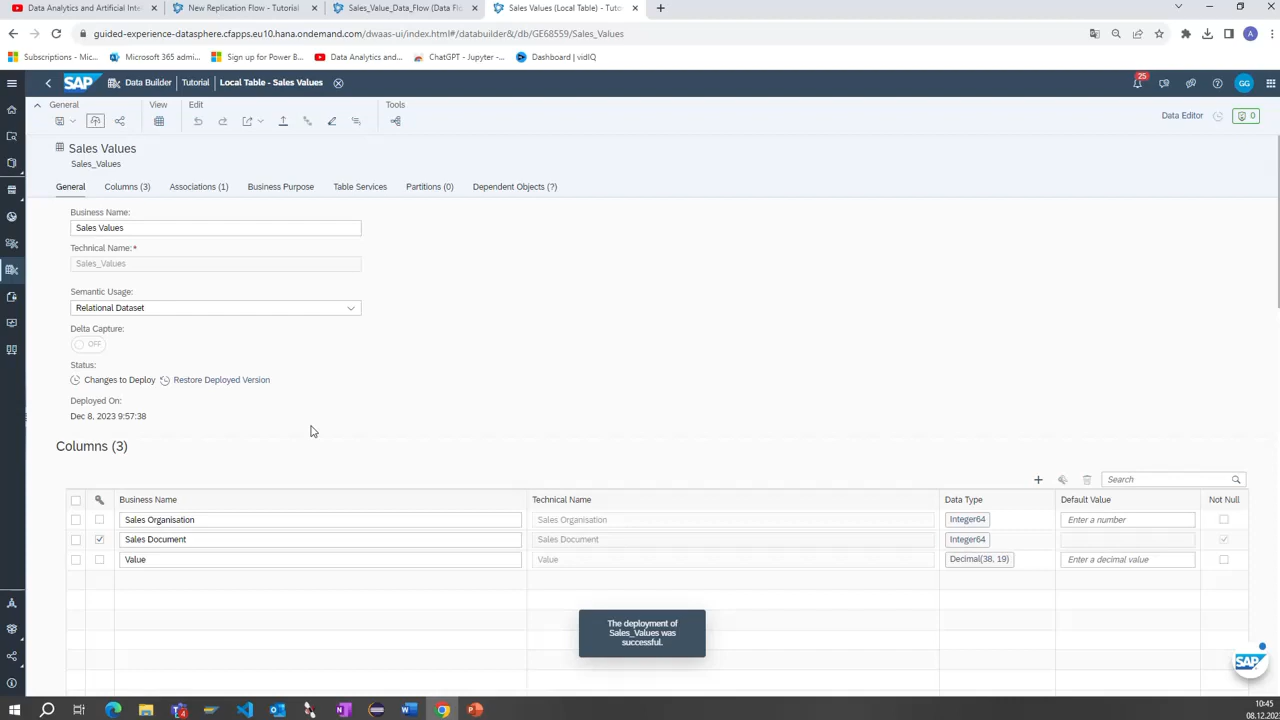 Data Analytics and Artificial Intel
New Replication Flow - Tutorial
Sales_Value_Data_Flow (Data Fl
Sales Values (Local Table) - Tuto
guided-experience-datasphere.cfapps.eu10.hana.ondemand.com/dwaas-ui/index.html#/databuilder&/db/GE68559/Sales_Values
A
Subscriptions - Mic...
Microsoft 365 admi...
Sign up for Power B...
Data Analytics and...
ChatGPT - Jupyter -...
Dashboard | vidIQ
SAP
Data Builder
Tutorial
Local Table - Sales Values
25
GG
General
View
Edit
Tools
Data Editor
0
Sales Values
Sales_Values
General
Columns (3)
Associations (1)
Business Purpose
Table Services
Partitions (0)
Dependent Objects (?)
Business Name:
Sales Values
Technical Name:*
Sales_Values
Semantic Usage:
Relational Dataset
Delta Capture:
OFF
Status:
Changes to Deploy
Restore Deployed Version
Deployed On:
Dec 8, 2023 9:57:38
Columns (3)
Search
Business Name
Technical Name
Data Type
Default Value
Not Null
Sales Organisation
Sales Organisation
Integer64
Enter a number
Sales Document
Sales Document
Integer64
Value
Value
Decimal(38, 19)
Enter a decimal value
The deployment of
Sales_Values was
successful.
SAP
10:45
08.12.202